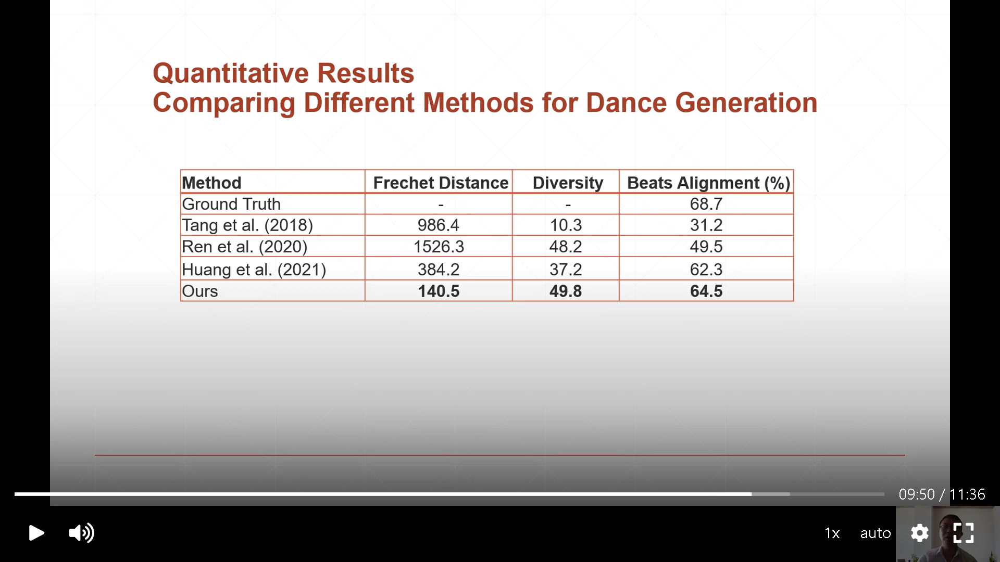 Quantitative Results
Comparing Different Methods for Dance Generation
Method Frechet Distance Diversity Beats Alignment (%)
Ground Truth - - 68.7
Tang et al. (2018) 986.4 10.3 31.2
Ren et al. (2020) 1526.3 48.2 49.5
Huang et al. (2021) 384.2 37.2 62.3
Ours 140.5 49.8 64.5
09:50 / 11:36
1x auto